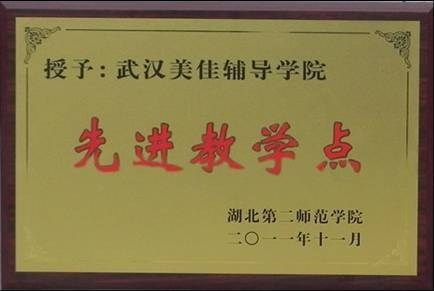 授予：武汉美佳辅导学院
先进教学点
湖北第二师范学院
二〇一一年十一月